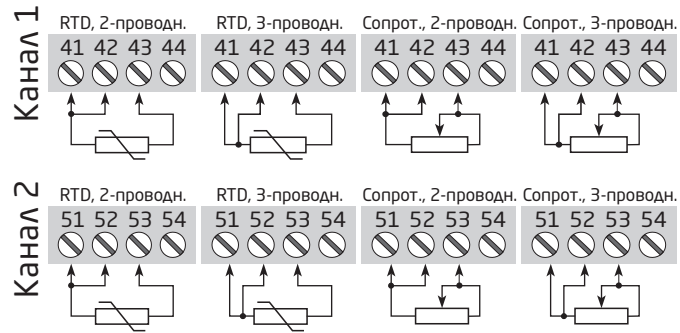 Канал 1
RTD, 2-проводн. RTD, 3-проводн. Сопрот., 2-проводн. Сопрот., 3-проводн.
41 42 43 44 41 42 43 44 41 42 43 44 41 42 43 44
Канал 2
RTD, 2-проводн. RTD, 3-проводн. Сопрот., 2-проводн. Сопрот., 3-проводн.
51 52 53 54 51 52 53 54 51 52 53 54 51 52 53 54